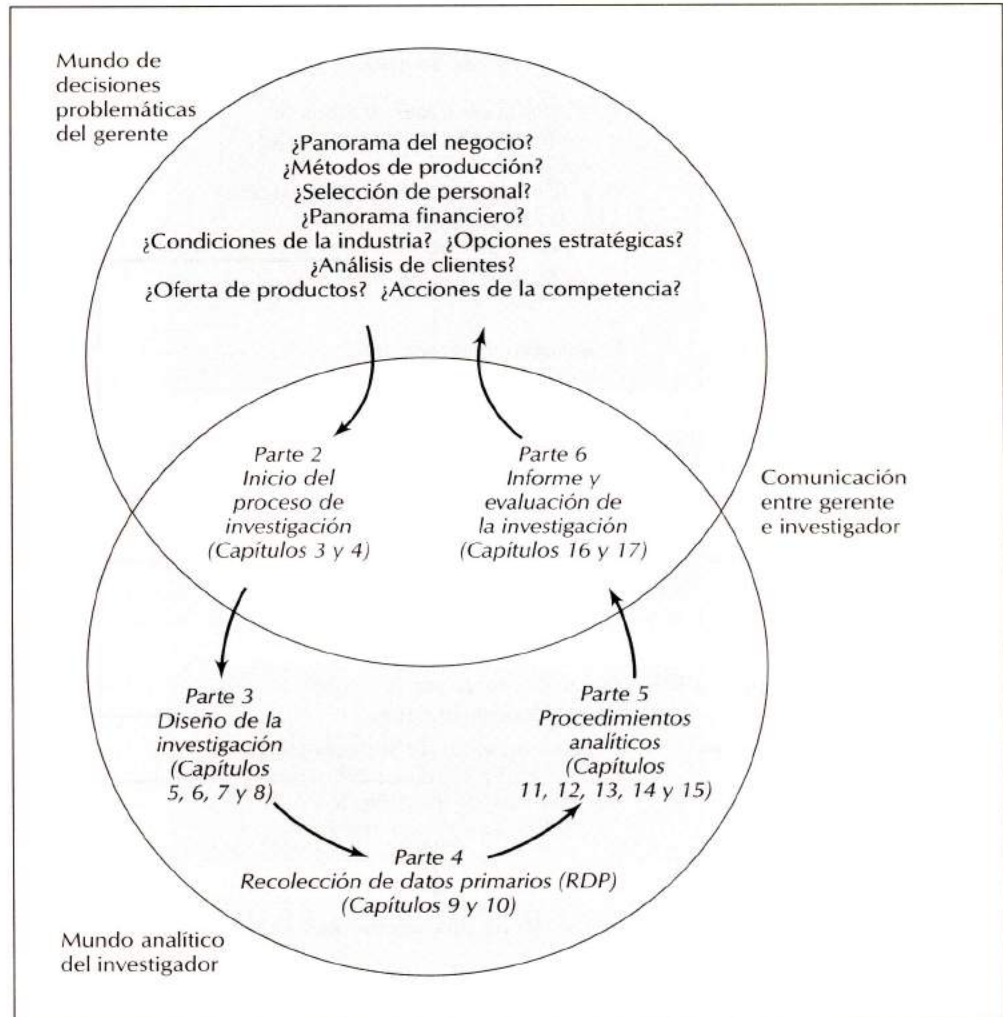 Mundo de
decisiones
problemáticas
del gerente
¿Panorama del negocio?
¿Métodos de producción?
¿Selección de personal?
¿Panorama financiero?
¿Condiciones de la industria? ¿Opciones estratégicas?
¿Análisis de clientes?
¿Oferta de productos? ¿Acciones de la competencia?
Parte 2
Inicio del
proceso de
investigación
(Capítulos 3 y 4)
Parte 6
Informe y
evaluación de
la investigación
(Capítulos 16 y 17)
Comunicación
entre gerente
e investigador
Parte 3
Diseño de la
investigación
(Capítulos
5, 6, 7 y 8)
Parte 5
Procedimientos
analíticos
(Capítulos
11, 12, 13, 14 y 15)
Parte 4
Recolección de datos primarios (RDP)
(Capítulos 9 y 10)
Mundo analítico
del investigador